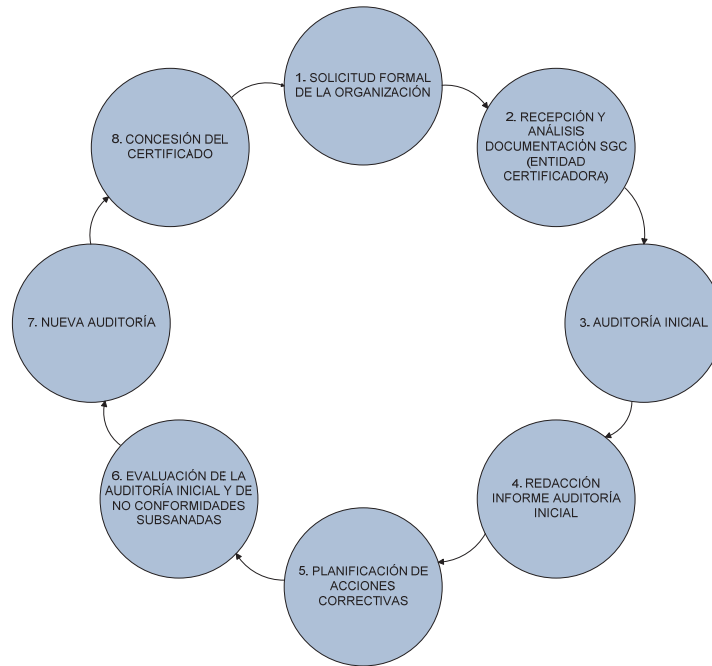 1. SOLICITUD FORMAL
DE LA ORGANIZACIÓN
2. RECEPCIÓN Y
ANÁLISIS
DOCUMENTACIÓN SGC
(ENTIDAD
CERTIFICADORA)
3. AUDITORÍA INICIAL
4. REDACCIÓN
INFORME AUDITORÍA
INICIAL
5. PLANIFICACIÓN DE
ACCIONES
CORRECTIVAS
6. EVALUACIÓN DE LA
AUDITORÍA INICIAL Y DE
NO CONFORMIDADES
SUBSANADAS
7. NUEVA AUDITORÍA
8. CONCESIÓN DEL
CERTIFICADO